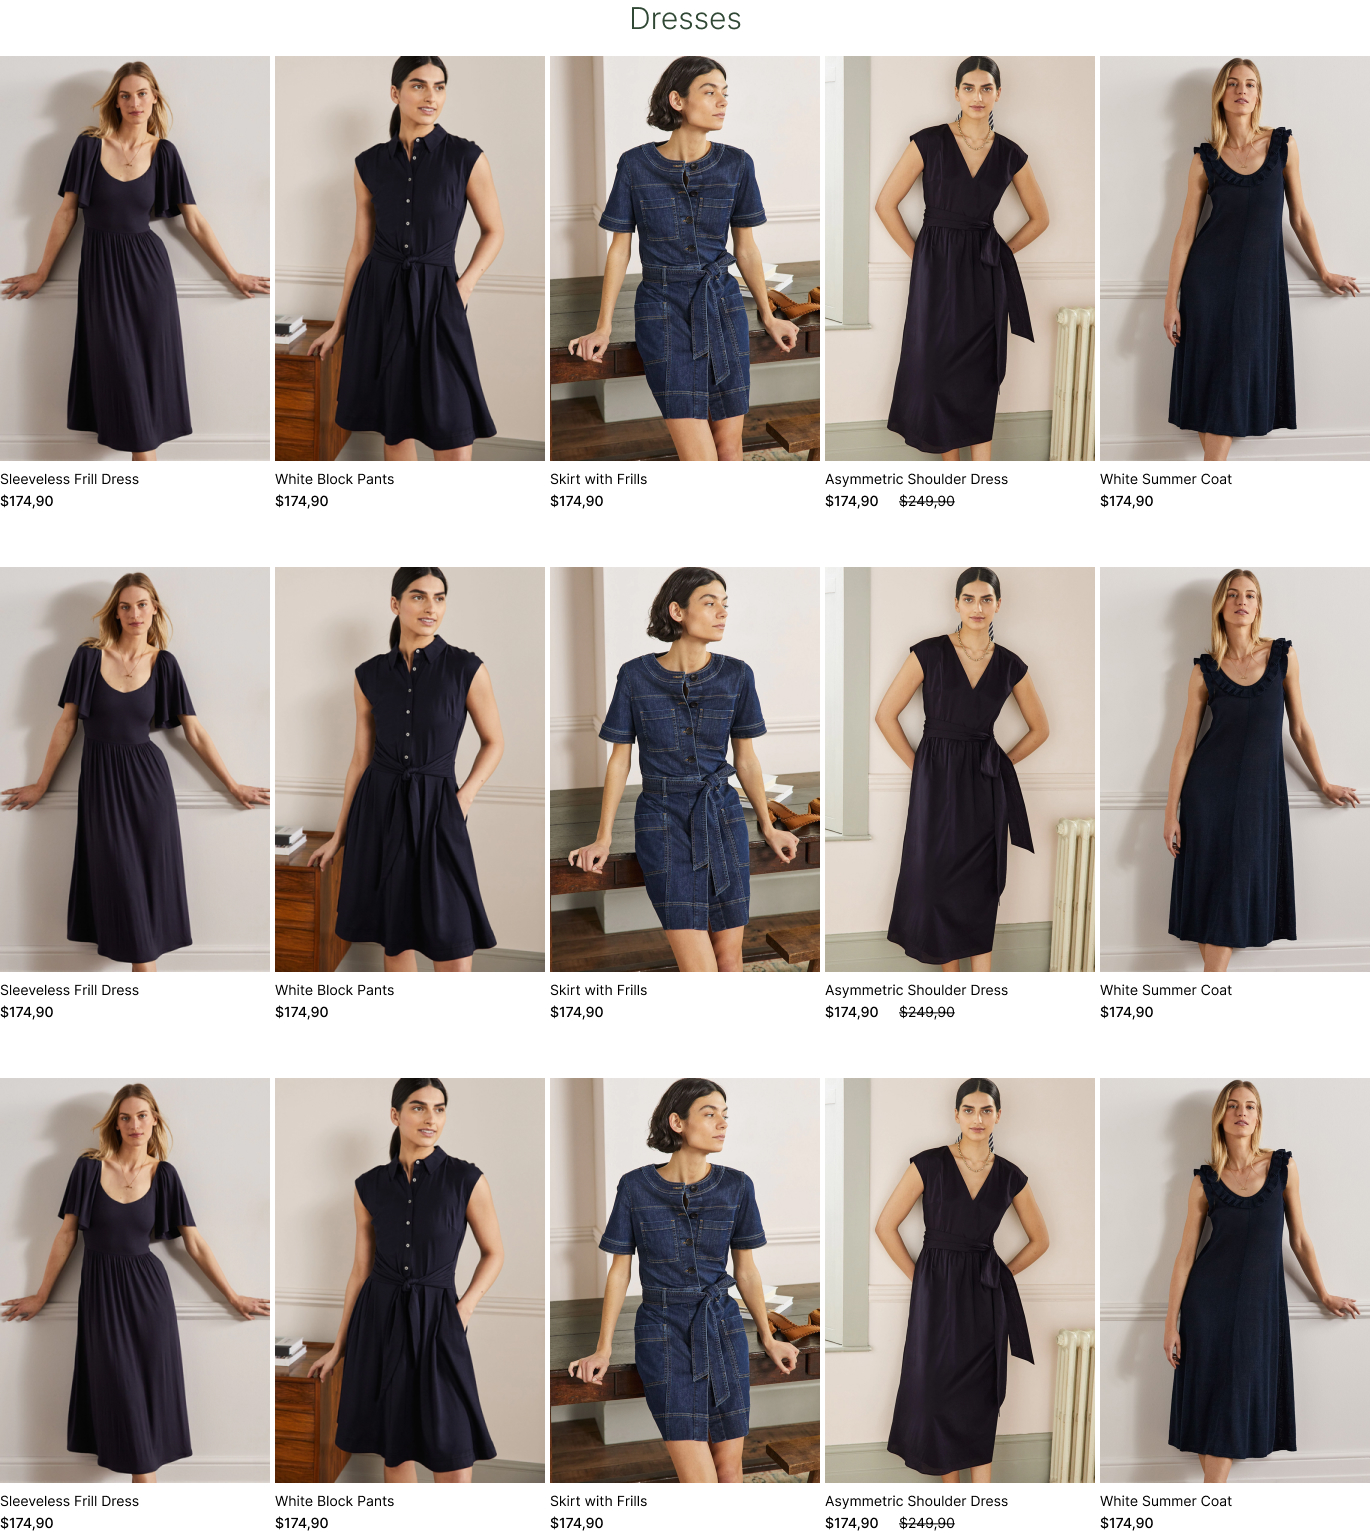 Dresses
Sleeveless Frill Dress
$174,90
White Block Pants
$174,90
Skirt with Frills
$174,90
Asymmetric Shoulder Dress
$174,90 $249,90
White Summer Coat
$174,90
Sleeveless Frill Dress
$174,90
White Block Pants
$174,90
Skirt with Frills
$174,90
Asymmetric Shoulder Dress
$174,90 $249,90
White Summer Coat
$174,90
Sleeveless Frill Dress
$174,90
White Block Pants
$174,90
Skirt with Frills
$174,90
Asymmetric Shoulder Dress
$174,90 $249,90
White Summer Coat
$174,90